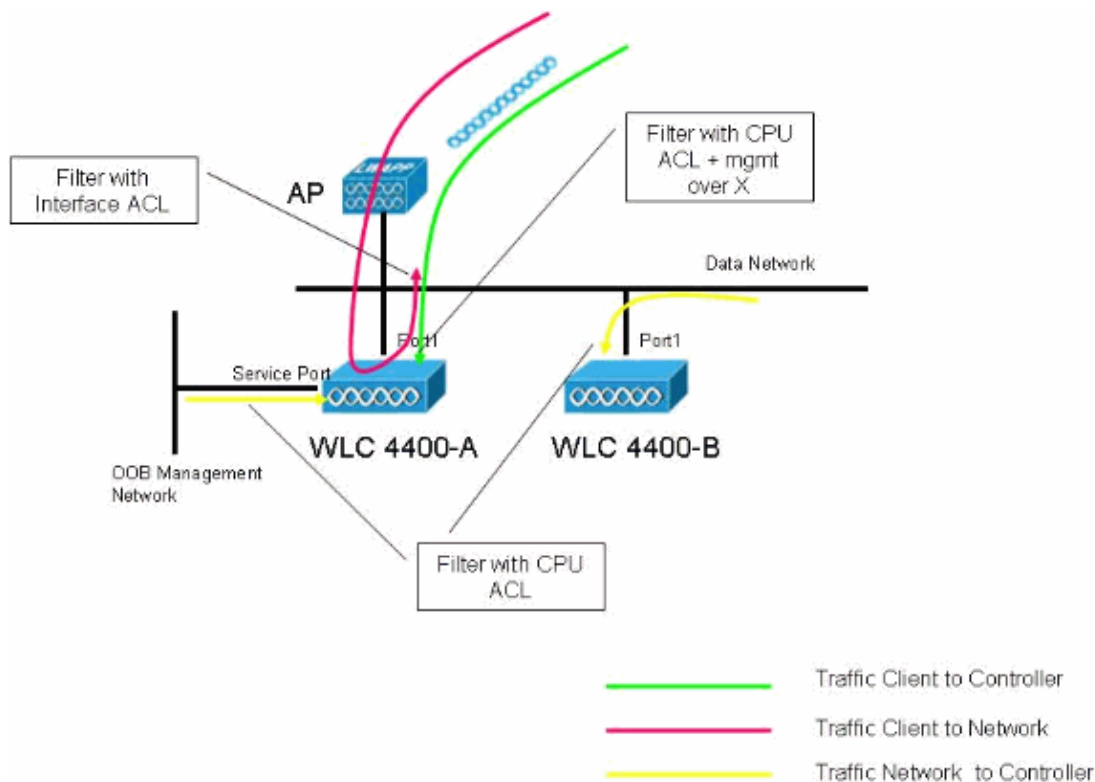 Filter with CPU
ACL + mgmt
over X
Filter with
Interface ACL
LWAPP
AP
Data Network
Port1
Port1
Service Port
WLC 4400-A
WLC 4400-B
OOB Management
Network
Filter with CPU
ACL
Traffic Client to Controller
Traffic Client to Network
Traffic Network to Controller